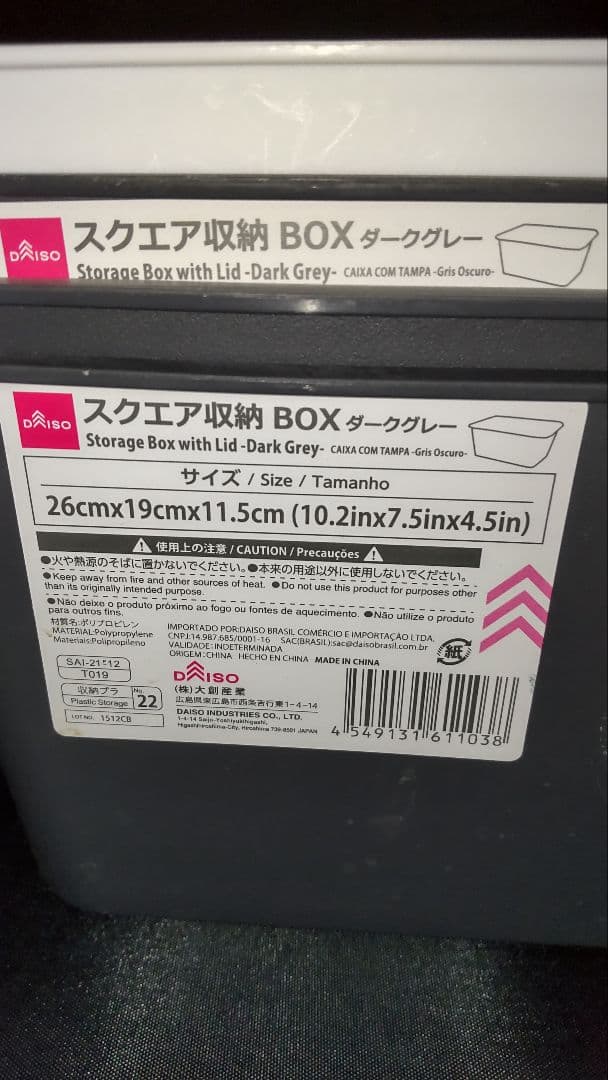 DAISO
スクエア収納 BOX ダークグレー
Storage Box with Lid -Dark Grey- CAIXA COM TAMPA -Gris Oscuro-
DAISO
スクエア収納 BOX ダークグレー
Storage Box with Lid -Dark Grey- CAIXA COM TAMPA -Gris Oscuro-
サイズ / Size / Tamanho
26cmx19cmx11.5cm (10.2inx7.5inx4.5in)
使用上の注意 / CAUTION / Precauções
●火や熱源のそばに置かないでください。●本来の用途以外に使用しないでください。
●Keep away from fire and other sources of heat. ●Do not use this product for purposes other
than its originally intended purpose.
●Não deixe o produto próximo ao fogo ou fontes de aquecimento. ●Não utilize o produto
para outros fins.
材質名:ポリプロピレン
MATERIAL:Polypropylene
Materiais:Polipropileno
IMPORTADO POR:DAISO BRASIL COMÉRCIO E IMPORTAÇÃO LTDA.
CNPJ:14.987.685/0001-16 SAC(BRASIL):sac@daisobrasil.com.br
VALIDADE:INDETERMINADA
ORIGEM:CHINA HECHO EN CHINA MADE IN CHINA
紙
SAI-21-12
T019
収納プラ
Plastic Storage
No.
22
LOT NO. 1512CB
DAISO
(株)大創産業
広島県東広島市西条吉行東1-4-14
DAISO INDUSTRIES CO., LTD.
1-4-14 Saijo-Yoshiyukihigashi,
Higashihiroshima-City, Hiroshima 739-8501 JAPAN
4 549131 611038